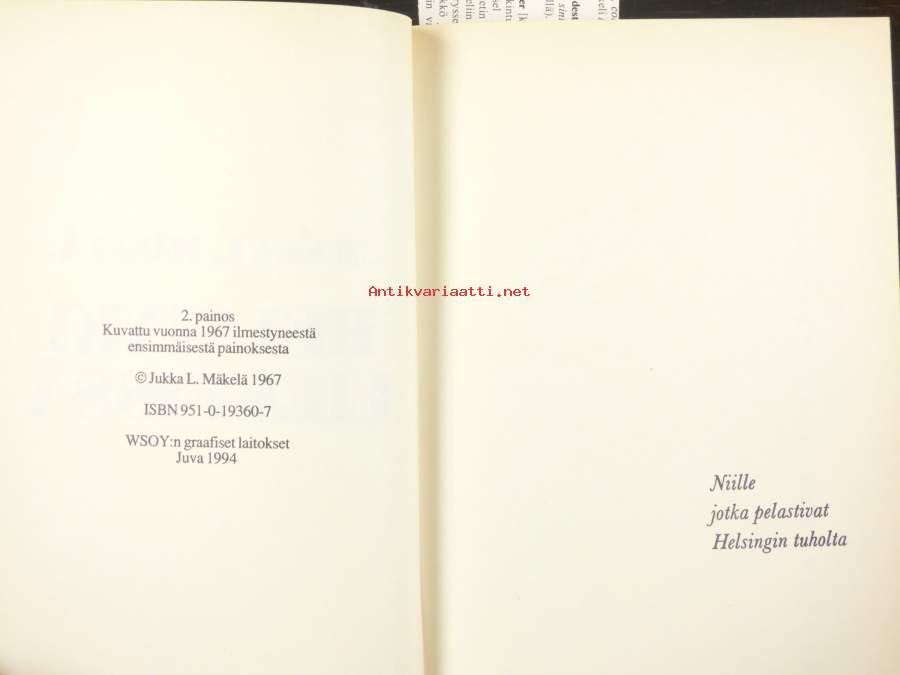 2. painos
Kuvattu vuonna 1967 ilmestyneestä
ensimmäisestä painoksesta
© Jukka L. Mäkelä 1967
ISBN 951-0-19360-7
WSOY:n graafiset laitokset
Juva 1994
Antikvariaatti.net
Niille
jotka pelastivat
Helsingin tuholta